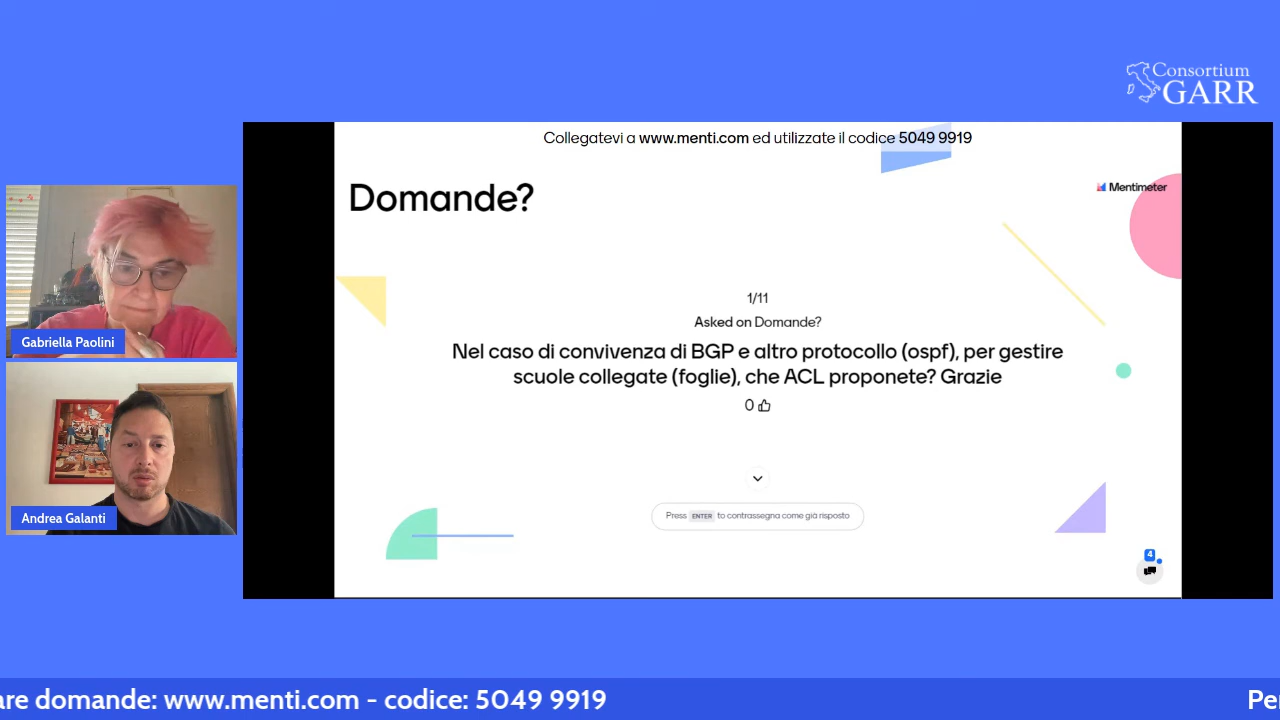 Consortium
GARR
Collegatevi a www.menti.com ed utilizzate il codice 5049 9919
Domande?
Mentimeter
1/11
Asked on Domande?
Nel caso di convivenza di BGP e altro protocollo (ospf), per gestire
scuole collegate (foglie), che ACL proponete? Grazie
0
Press ENTER to contrassegna come già risposto
4
Gabriella Paolini
Andrea Galanti
are domande: www.menti.com - codice: 5049 9919
Per